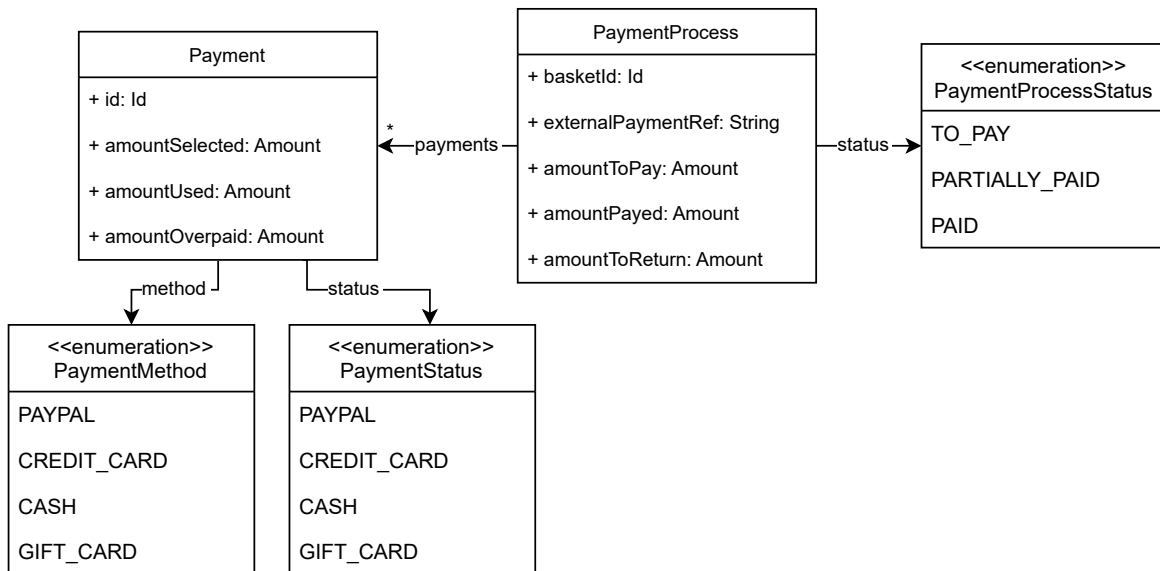 Payment
+ id: Id
+ amountSelected: Amount
+ amountUsed: Amount
+ amountOverpaid: Amount
*
payments
PaymentProcess
+ basketId: Id
+ externalPaymentRef: String
+ amountToPay: Amount
+ amountPayed: Amount
+ amountToReturn: Amount
status
<<enumeration>>
PaymentProcessStatus
TO_PAY
PARTIALLY_PAID
PAID
method
status
<<enumeration>>
PaymentMethod
PAYPAL
CREDIT_CARD
CASH
GIFT_CARD
<<enumeration>>
PaymentStatus
PAYPAL
CREDIT_CARD
CASH
GIFT_CARD